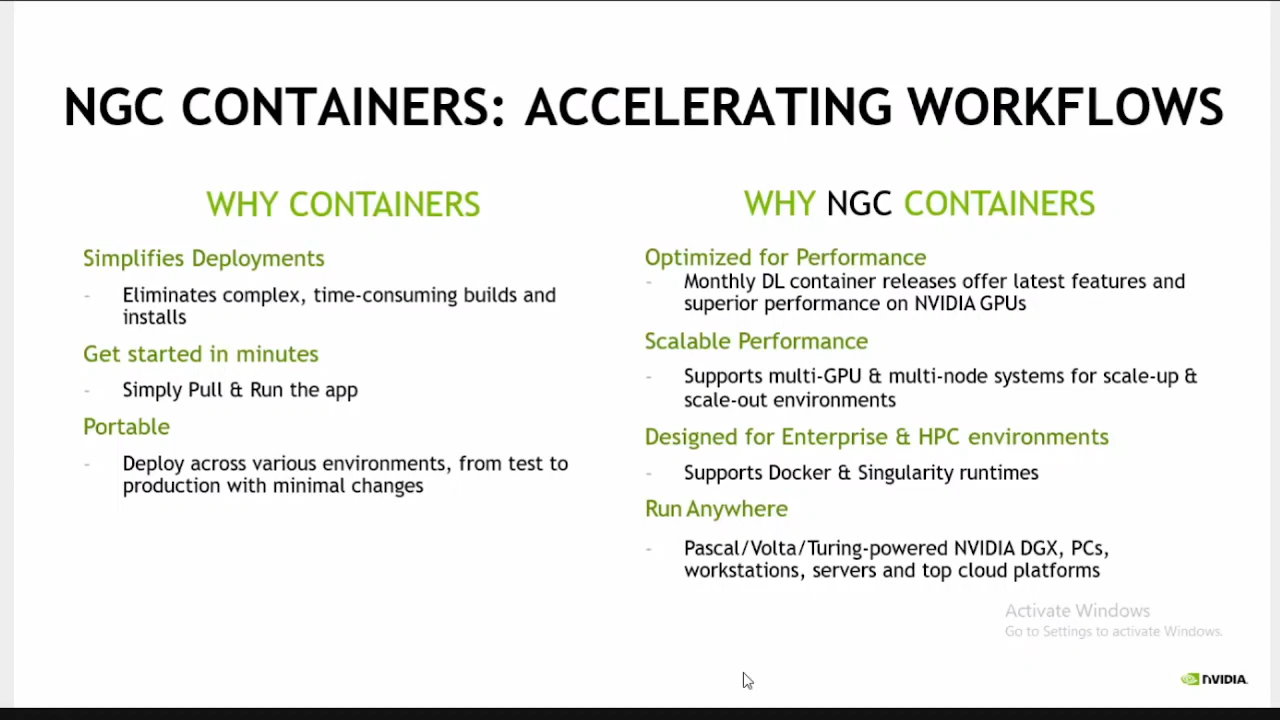 NGC CONTAINERS: ACCELERATING WORKFLOWS
WHY CONTAINERS
Simplifies Deployments
- Eliminates complex, time-consuming builds and
installs
Get started in minutes
- Simply Pull & Run the app
Portable
- Deploy across various environments, from test to
production with minimal changes
WHY NGC CONTAINERS
Optimized for Performance
- Monthly DL container releases offer latest features and
superior performance on NVIDIA GPUs
Scalable Performance
- Supports multi-GPU & multi-node systems for scale-up &
scale-out environments
Designed for Enterprise & HPC environments
- Supports Docker & Singularity runtimes
Run Anywhere
- Pascal/Volta/Turing-powered NVIDIA DGX, PCs,
workstations, servers and top cloud platforms
Activate Windows
Go to Settings to activate Windows.
NVIDIA.